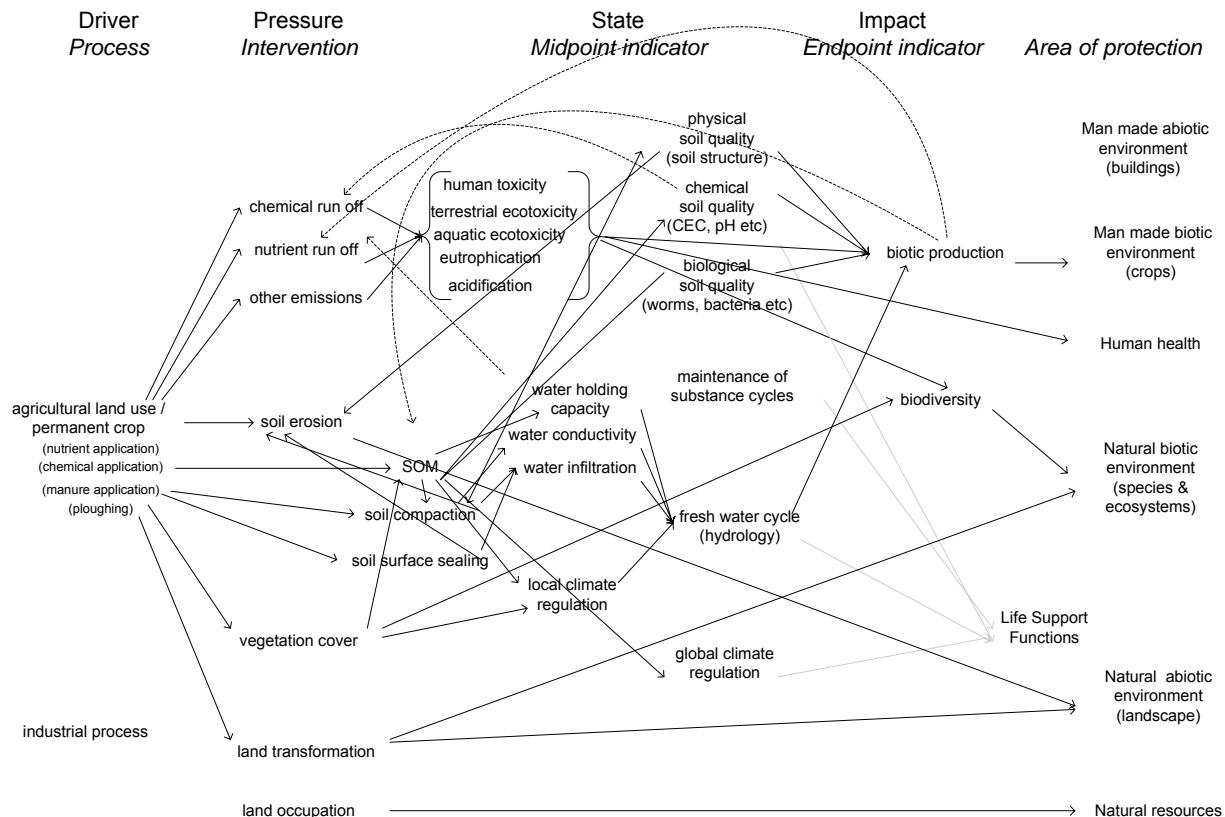 Driver
Process
Pressure
Intervention
State
Midpoint indicator
Impact
Endpoint indicator
Area of protection
agricultural land use /
permanent crop
(nutrient application)
(chemical application)
(manure application)
(ploughing)
industrial process
chemical run off
nutrient run off
other emissions
soil erosion
SOM
soil compaction
soil surface sealing
vegetation cover
land transformation
land occupation
human toxicity
terrestrial ecotoxicity
aquatic ecotoxicity
eutrophication
acidification
water holding
capacity
water conductivity
water infiltration
local climate
regulation
physical
soil quality
(soil structure)
chemical
soil quality
(CEC, pH etc)
biological
soil quality
(worms, bacteria etc)
maintenance of
substance cycles
fresh water cycle
(hydrology)
global climate
regulation
biotic production
biodiversity
Life Support
Functions
Man made abiotic
environment
(buildings)
Man made biotic
environment
(crops)
Human health
Natural biotic
environment
(species &
ecosystems)
Natural  abiotic
environment
(landscape)
Natural resources